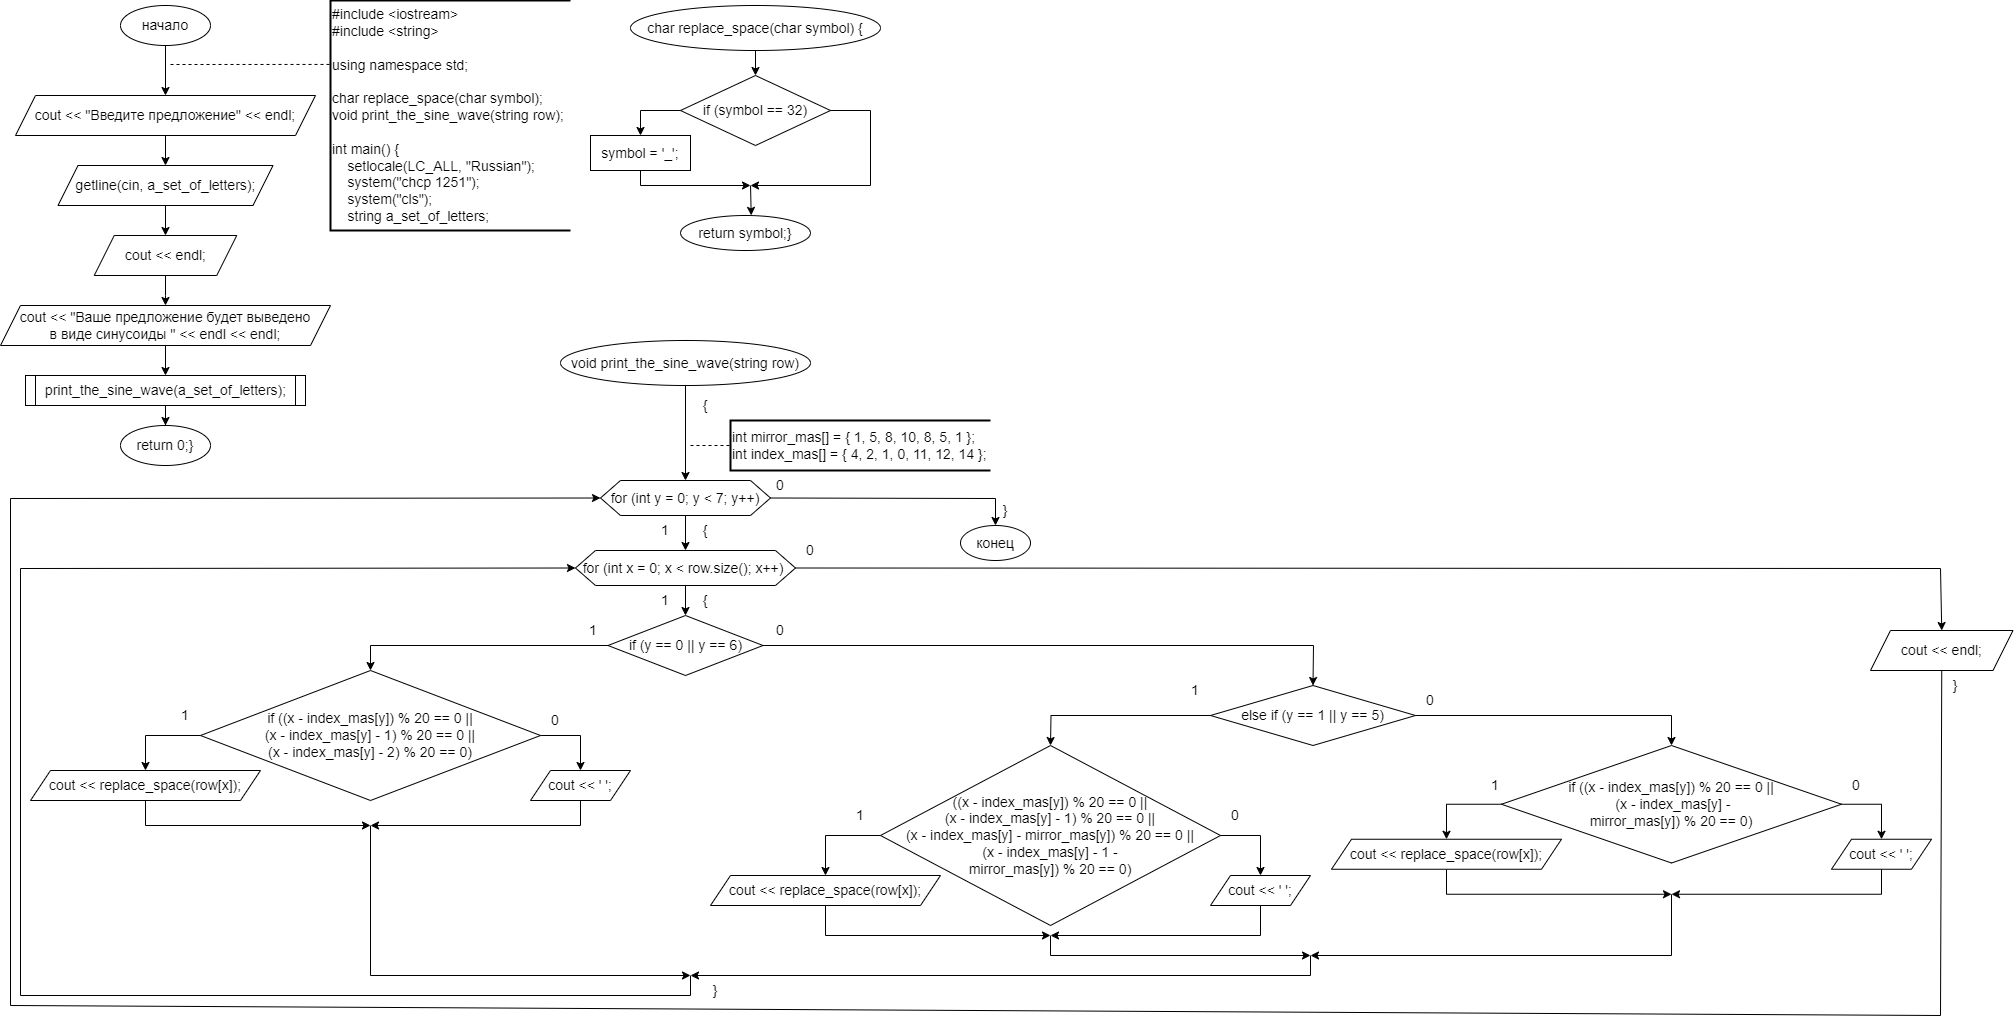 начало
cout << "Введите предложение" << endl;
getline(cin, a_set_of_letters);
cout << endl;
cout << "Ваше предложение будет выведено
в виде синусоиды " << endl << endl;
print_the_sine_wave(a_set_of_letters);
return 0;}
#include <iostream>
#include <string>
using namespace std;
char replace_space(char symbol);
void print_the_sine_wave(string row);
int main() {
setlocale(LC_ALL, "Russian");
system("chcp 1251");
system("cls");
string a_set_of_letters;
char replace_space(char symbol) {
if (symbol == 32)
symbol = '_';
return symbol;}
void print_the_sine_wave(string row)
{
int mirror_mas[] = { 1, 5, 8, 10, 8, 5, 1 };
int index_mas[] = { 4, 2, 1, 0, 11, 12, 14 };
for (int y = 0; y < 7; y++)
0
}
конец
1
{
for (int x = 0; x < row.size(); x++)
0
1
{
if (y == 0 || y == 6)
1
0
cout << endl;
}
if ((x - index_mas[y]) % 20 == 0 ||
(x - index_mas[y] - 1) % 20 == 0 ||
(x - index_mas[y] - 2) % 20 == 0)
1
0
cout << replace_space(row[x]);
cout << ' ';
else if (y == 1 || y == 5)
1
0
((x - index_mas[y]) % 20 == 0 ||
(x - index_mas[y] - 1) % 20 == 0 ||
(x - index_mas[y] - mirror_mas[y]) % 20 == 0 ||
(x - index_mas[y] - 1 -
mirror_mas[y]) % 20 == 0)
1
0
cout << replace_space(row[x]);
cout << ' ';
if ((x - index_mas[y]) % 20 == 0 ||
(x - index_mas[y] -
mirror_mas[y]) % 20 == 0)
1
0
cout << replace_space(row[x]);
cout << ' ';
}